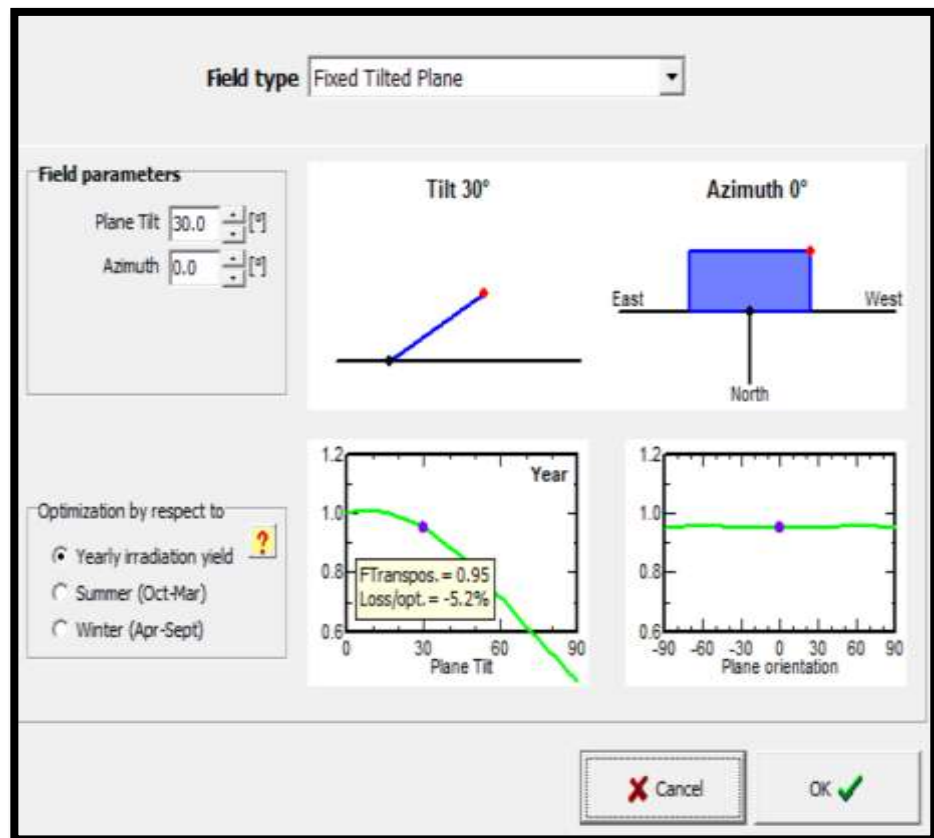 Field type Fixed Tilted Plane
Field parameters
Plane Tilt 30.0 [°]
Azimuth 0.0 [°]
Tilt 30°
Azimuth 0°
East
West
North
Optimization by respect to
?
Yearly irradiation yield
Summer (Oct-Mar)
Winter (Apr-Sept)
1.2
Year
1.0
0.8
FTranspos. = 0.95
Loss/opt. = -5.2%
0.6
0 30 60 90
Plane Tilt
1.2
1.0
0.8
0.6
-90 -60 -30 0 30 60 90
Plane orientation
Cancel
OK